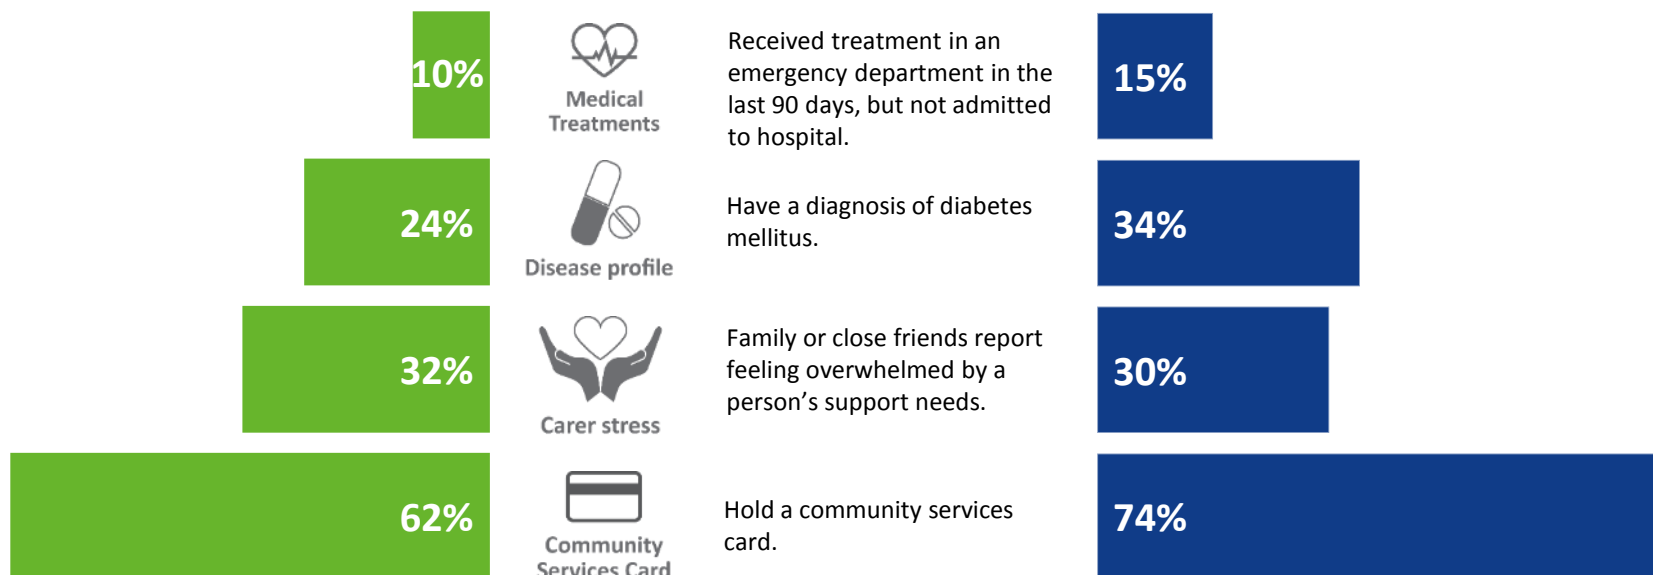 10%
Medical
Treatments
Received treatment in an
emergency department in the
last 90 days, but not admitted
to hospital.
15%
24%
Disease profile
Have a diagnosis of diabetes
mellitus.
34%
32%
Carer stress
Family or close friends report
feeling overwhelmed by a
person’s support needs.
30%
62%
Community
Services Card
Hold a community services
card.
74%